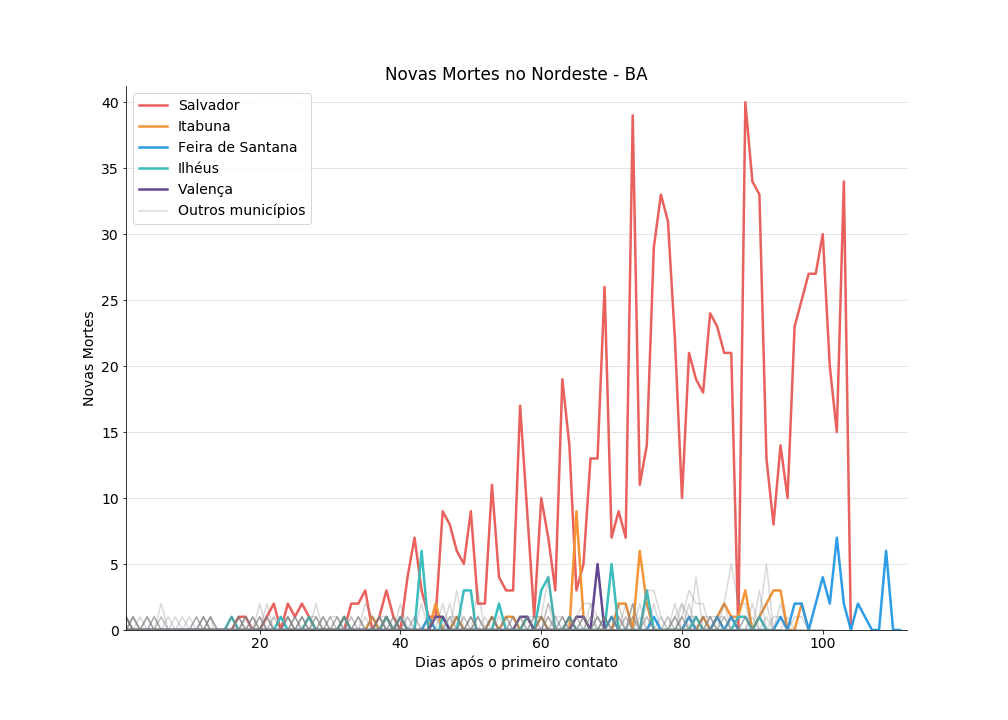 Novas Mortes no Nordeste - BA
Salvador
Itabuna
Feira de Santana
Ilhéus
Valença
Outros municípios
Novas Mortes
40
35
30
25
20
15
10
5
0
20
40
60
80
100
Dias após o primeiro contato